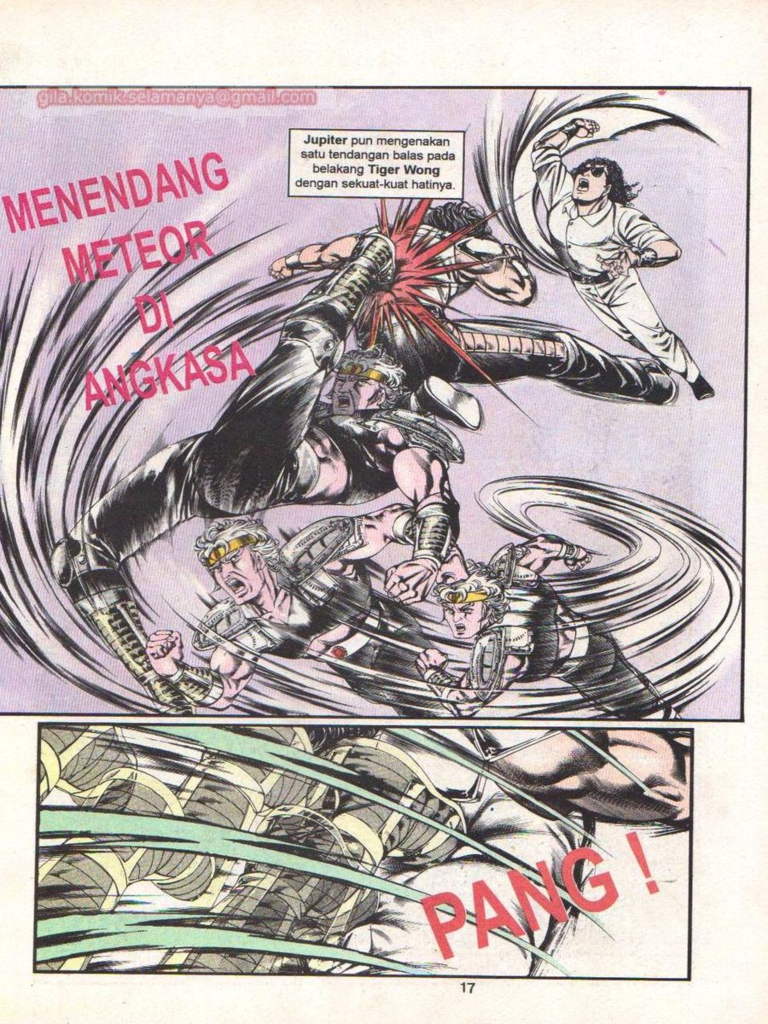 gila.komik.selamanya@gmail.com
Jupiter pun mengenakan
satu tendangan balas pada
belakang Tiger Wong
dengan sekuat-kuat hatinya.
MENENDANG
METEOR
DI
ANGKASA
PANG !
17